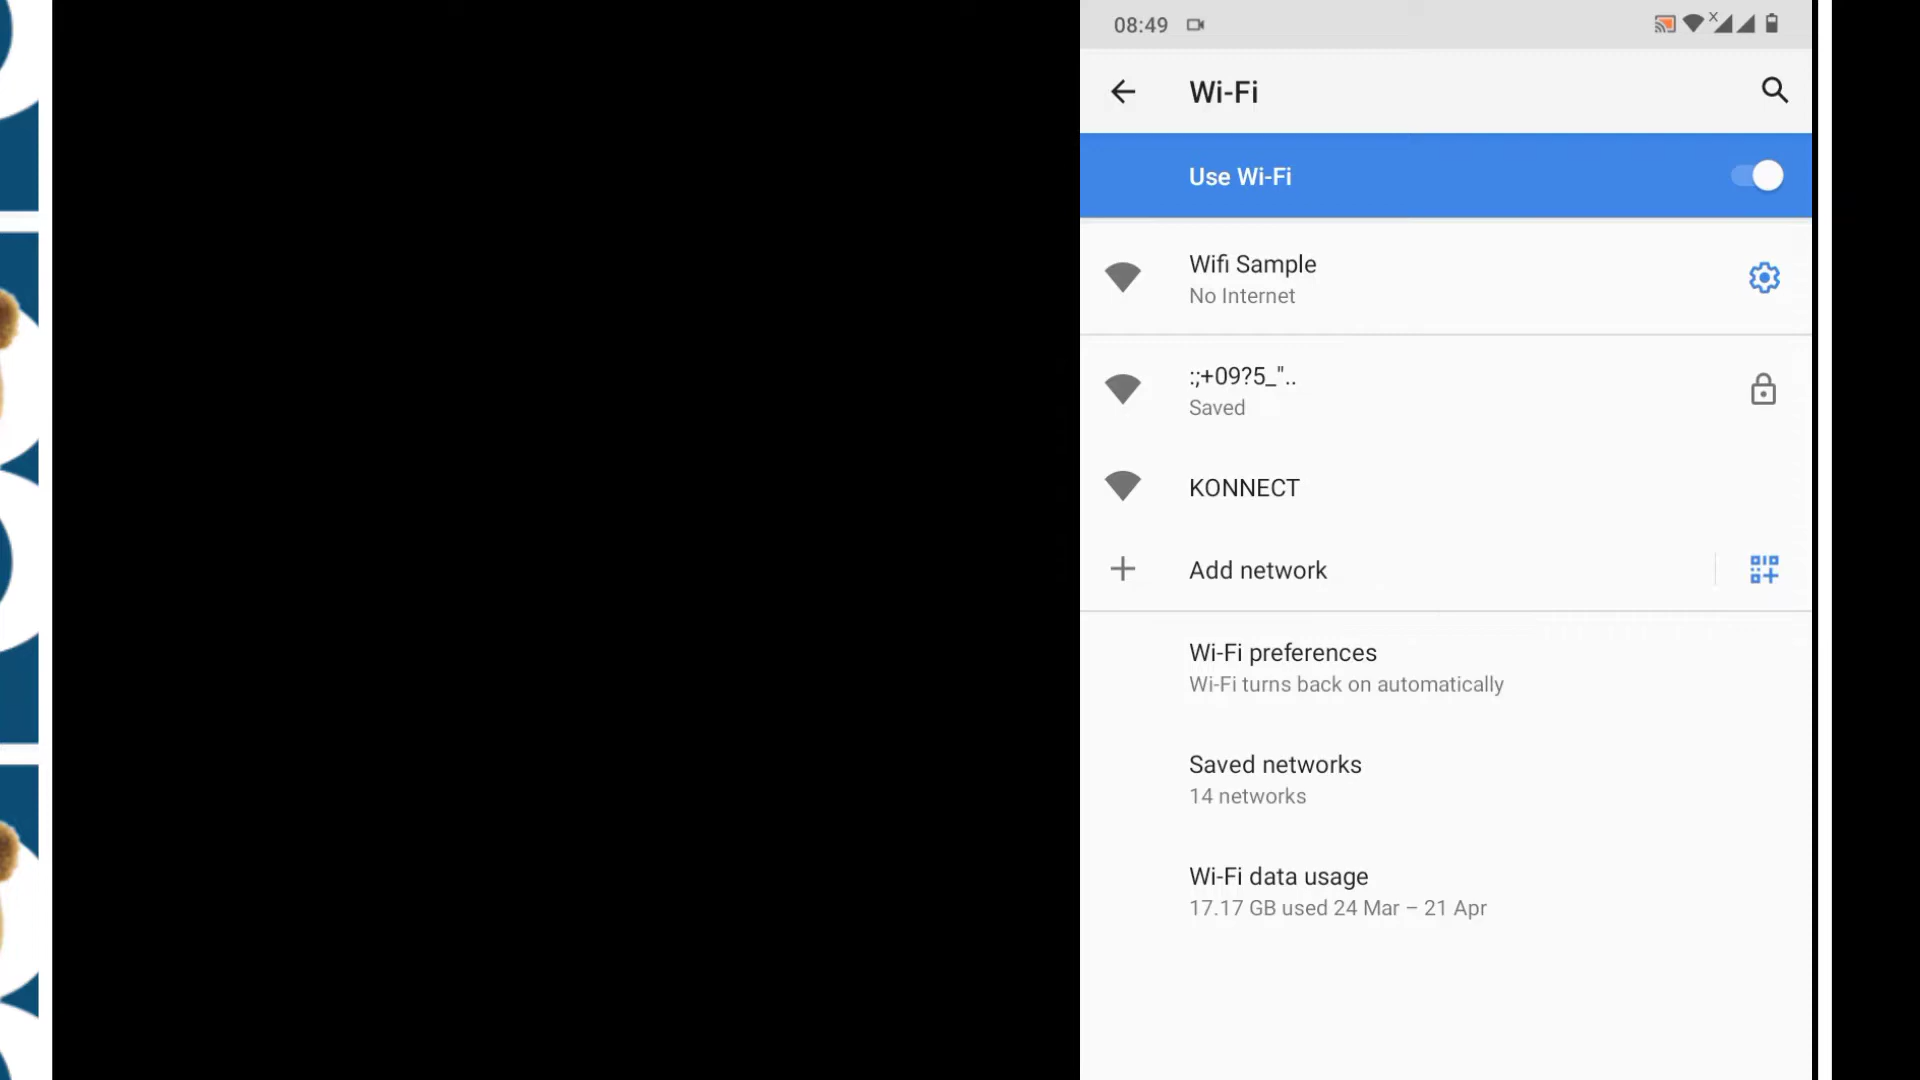 08:49
Wi-Fi
Use Wi-Fi
Wifi Sample
No Internet
:;+09?5_"..
Saved
KONNECT
Add network
Wi-Fi preferences
Wi-Fi turns back on automatically
Saved networks
14 networks
Wi-Fi data usage
17.17 GB used 24 Mar – 21 Apr